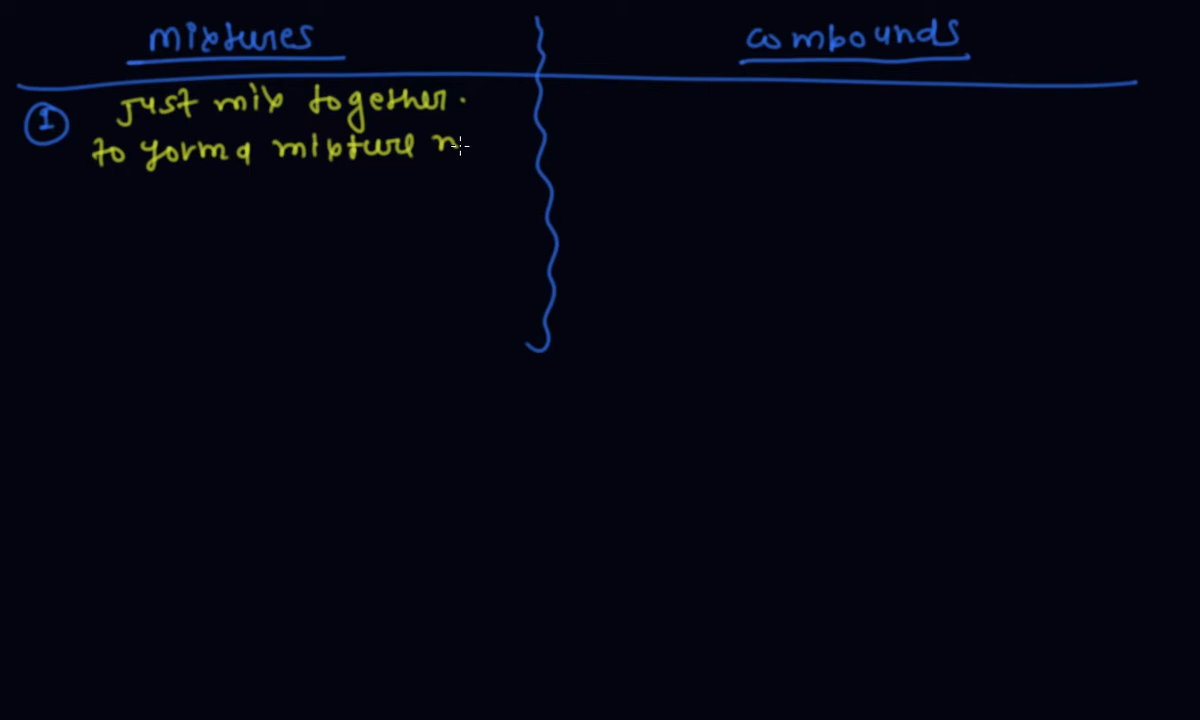 mixtures
compounds
1 Just mix together.
to form a mixture n